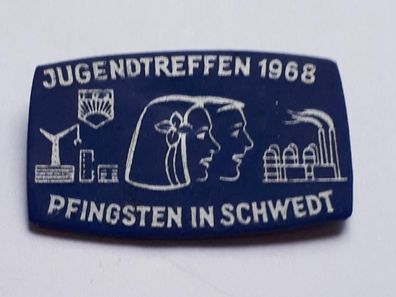 JUGENDTREFFEN 1968
PFINGSTEN IN SCHWEDT